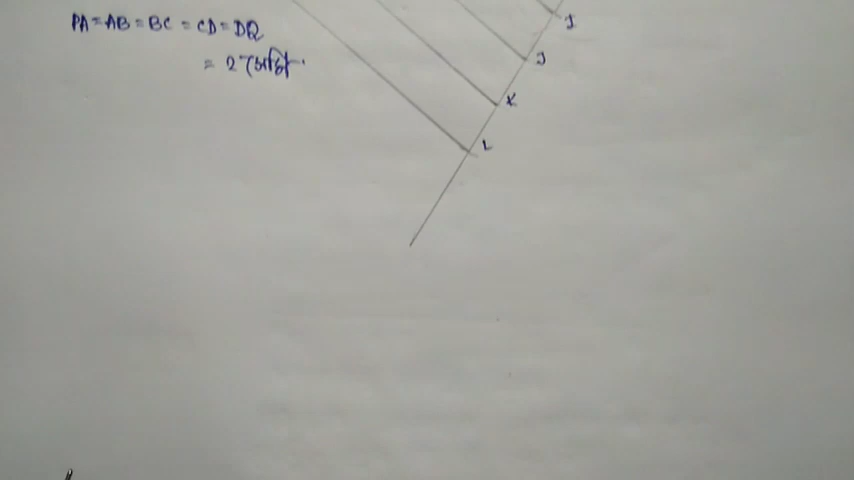 PA = AB = BC = CD = DQ
= 2 সেমি.
I
J
K
L